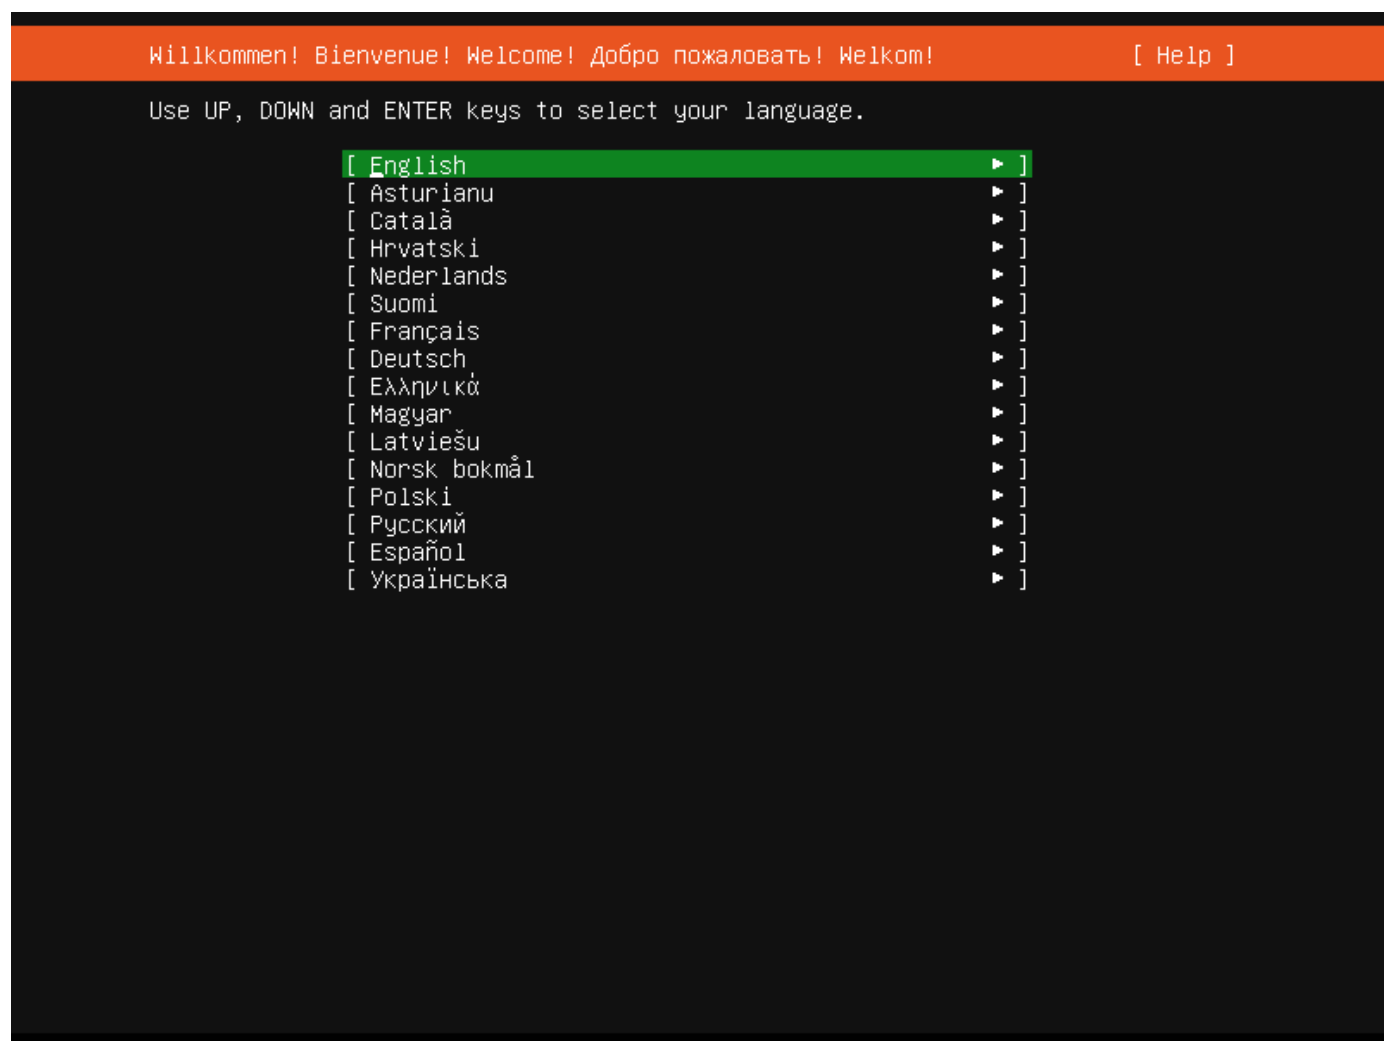 Willkommen! Bienvenue! Welcome! Добро пожаловать! Welkom! [ Help ]
Use UP, DOWN and ENTER keys to select your language.
[ English ► ]
[ Asturianu ► ]
[ Català ► ]
[ Hrvatski ► ]
[ Nederlands ► ]
[ Suomi ► ]
[ Français ► ]
[ Deutsch ► ]
[ Ελληνικά ► ]
[ Magyar ► ]
[ Latviešu ► ]
[ Norsk bokmål ► ]
[ Polski ► ]
[ Русский ► ]
[ Español ► ]
[ Українська ► ]